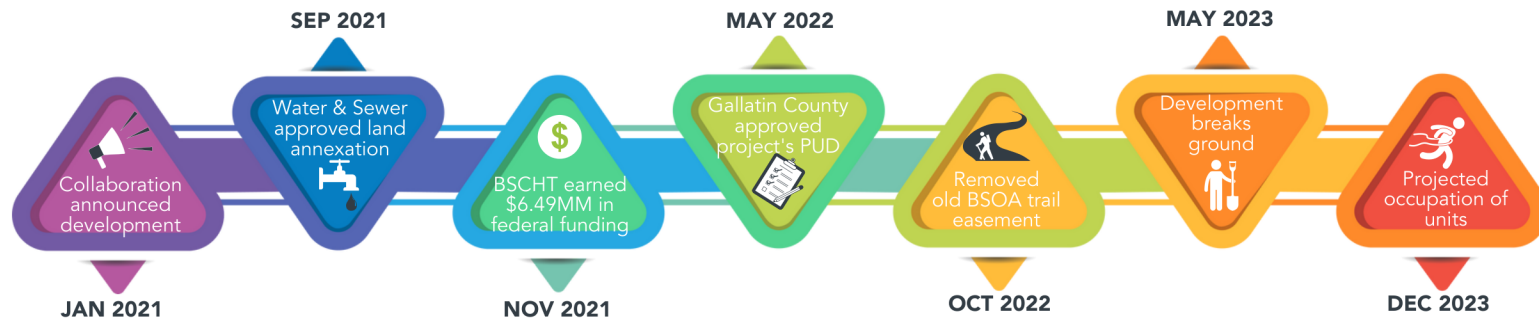 SEP 2021
MAY 2022
MAY 2023
Collaboration
announced
development
Water & Sewer
approved land
annexation
$
BSCHT earned
$6.49MM in
federal funding
Gallatin County
approved
project's PUD
Removed
old BSOA trail
easement
Development
breaks
ground
Projected
occupation of
units
JAN 2021
NOV 2021
OCT 2022
DEC 2023